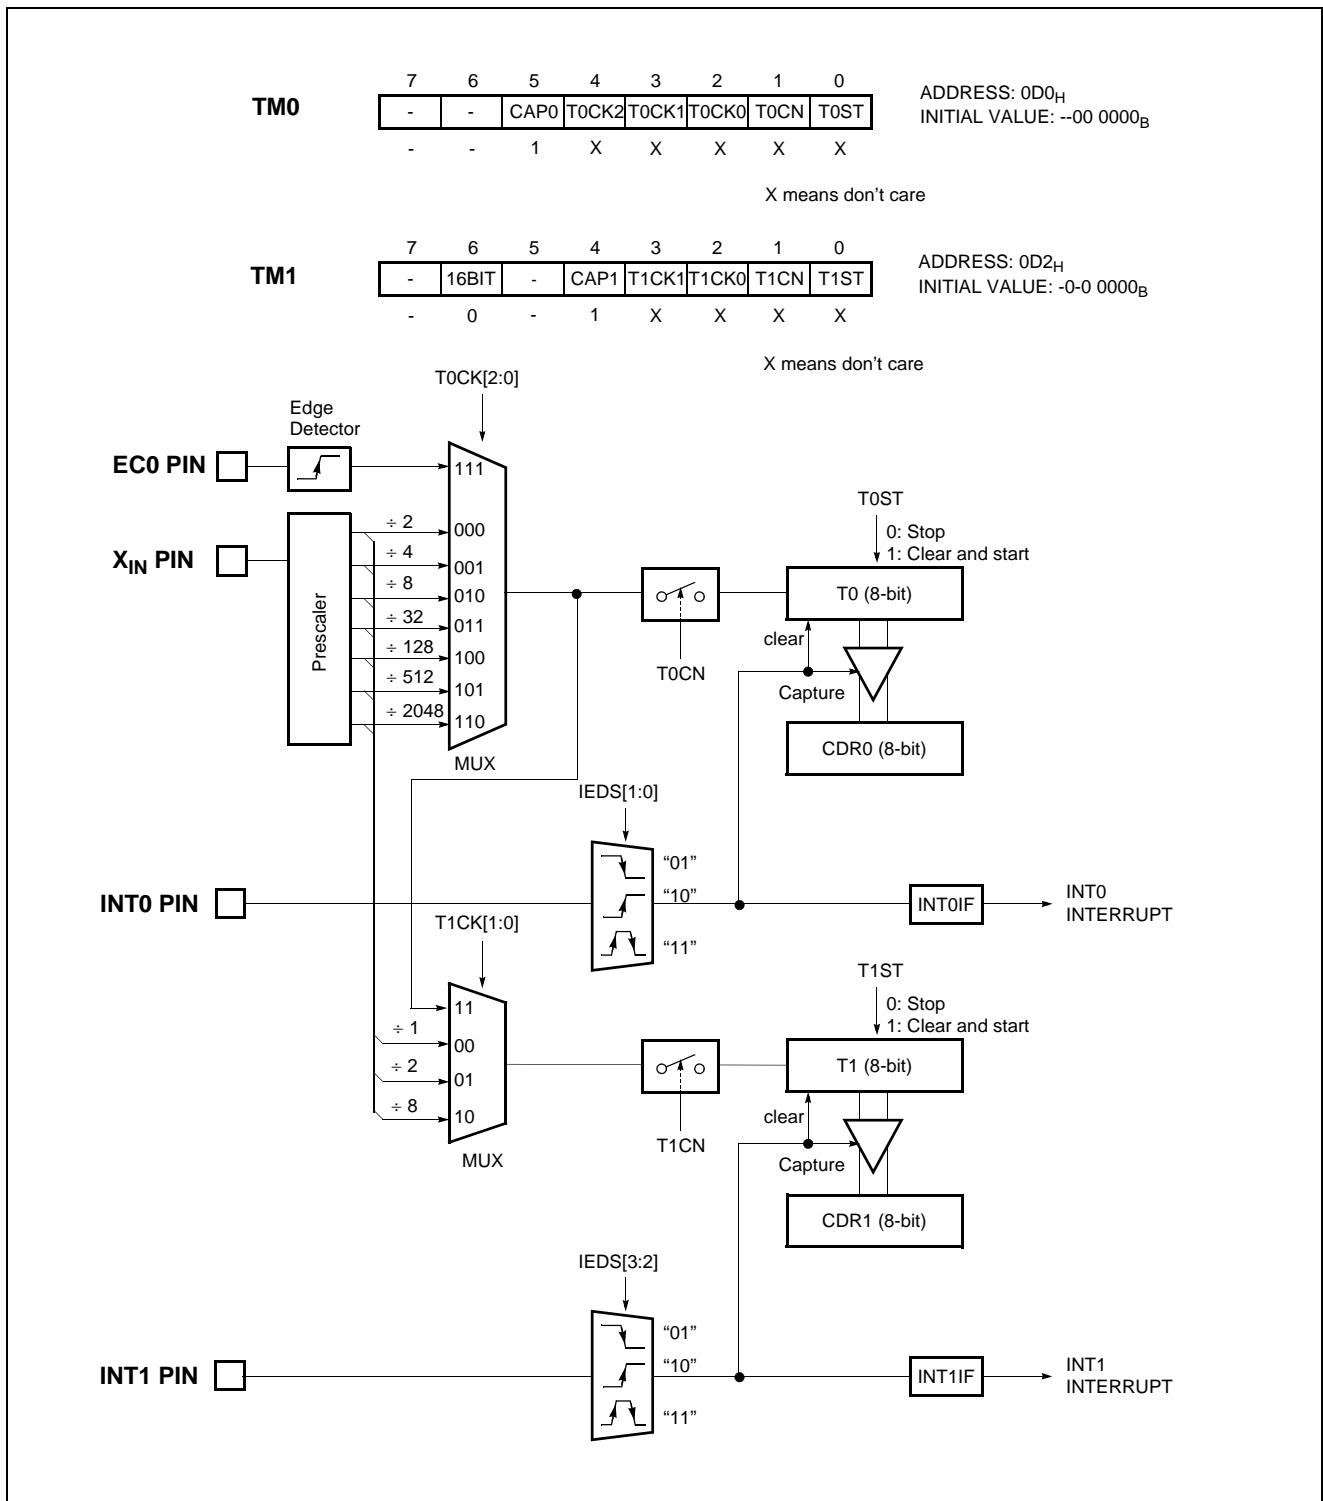 7 6 5 4 3 2 1 0
TM0
- - CAP0 T0CK2 T0CK1 T0CK0 T0CN T0ST
- - 1 X X X X X
ADDRESS: 0D0H
INITIAL VALUE: --00 0000B
X means don't care
7 6 5 4 3 2 1 0
TM1
- 16BIT - CAP1 T1CK1 T1CK0 T1CN T1ST
- 0 - 1 X X X X
ADDRESS: 0D2H
INITIAL VALUE: -0-0 0000B
X means don't care
T0CK[2:0]
Edge
Detector
EC0 PIN
111
XIN PIN
Prescaler
÷ 2
000
÷ 4
001
÷ 8
010
÷ 32
011
÷ 128
100
÷ 512
101
÷ 2048
110
MUX
T0CN
T0ST
0: Stop
1: Clear and start
T0 (8-bit)
clear
Capture
CDR0 (8-bit)
IEDS[1:0]
“01”
INT0 PIN
“10”
“11”
INT0IF
INT0
INTERRUPT
T1CK[1:0]
11
÷ 1
00
÷ 2
01
÷ 8
10
MUX
T1CN
T1ST
0: Stop
1: Clear and start
T1 (8-bit)
clear
Capture
CDR1 (8-bit)
IEDS[3:2]
“01”
INT1 PIN
“10”
“11”
INT1IF
INT1
INTERRUPT